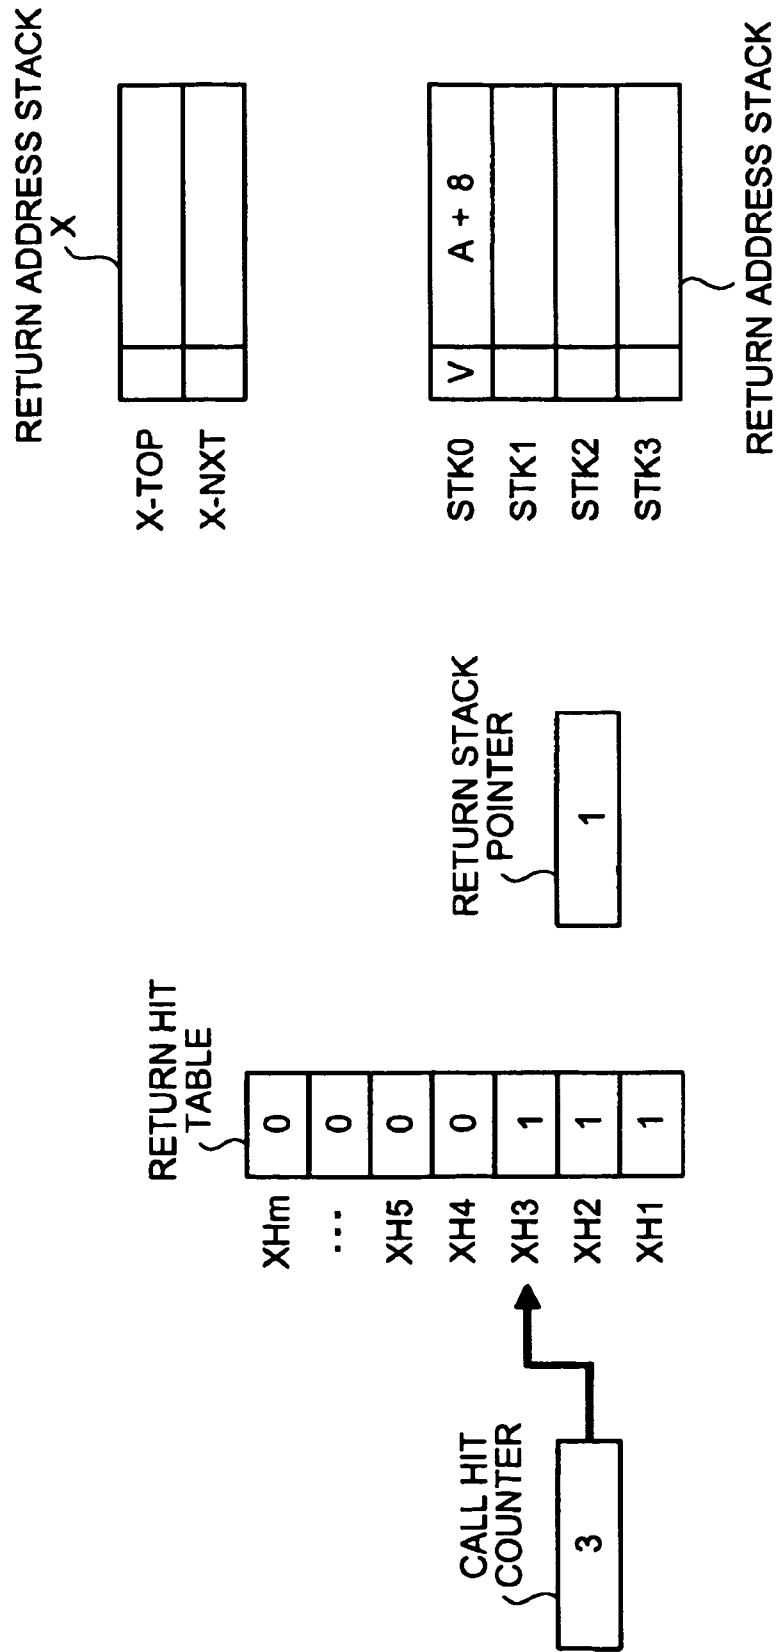 CALL HIT
COUNTER
3
RETURN HIT
TABLE
XHm 0
... 0
XH5 0
XH4 0
XH3 1
XH2 1
XH1 1
RETURN STACK
POINTER
1
RETURN ADDRESS STACK
X
X-TOP
X-NXT
STK0 V A + 8
STK1
STK2
STK3
RETURN ADDRESS STACK